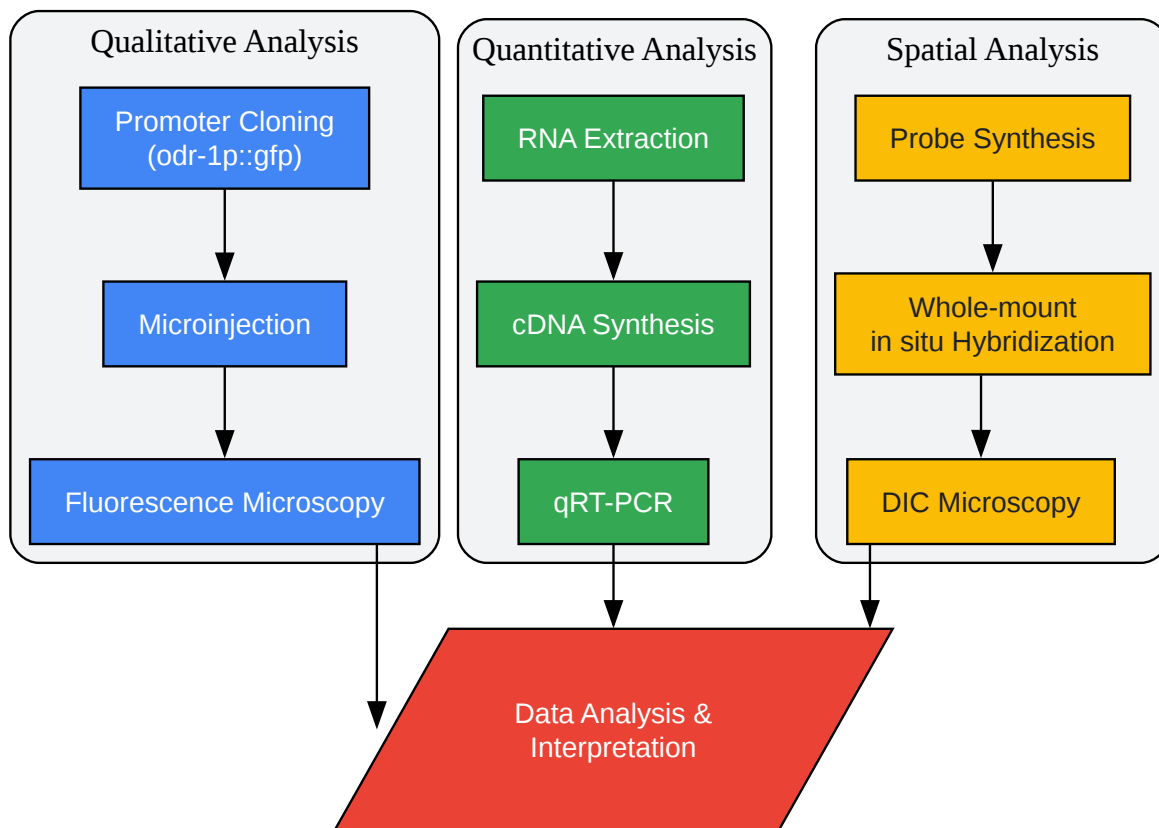 Qualitative Analysis
Promoter Cloning
(odr-1p::gfp)
Microinjection
Fluorescence Microscopy
Quantitative Analysis
RNA Extraction
cDNA Synthesis
qRT-PCR
Spatial Analysis
Probe Synthesis
Whole-mount
in situ Hybridization
DIC Microscopy
Data Analysis &
Interpretation